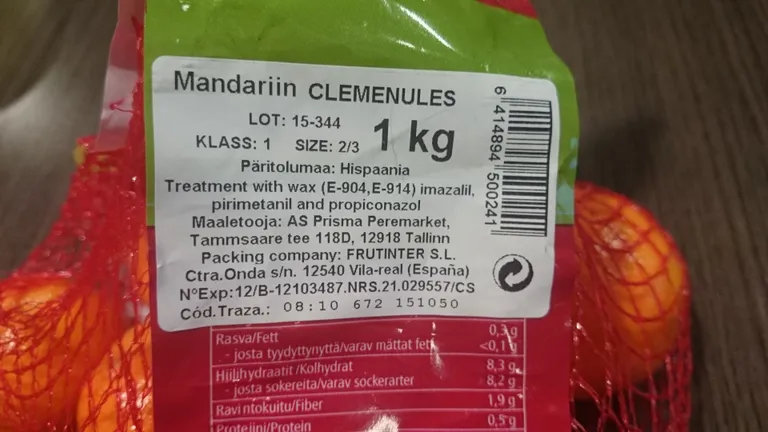 Mandariin CLEMENULES
LOT: 15-344
KLASS: 1 SIZE: 2/3 1 kg
Päritolumaa: Hispaania
Treatment with wax (E-904,E-914) imazalil,
pirimetanil and propiconazol
Maaletooja: AS Prisma Peremarket,
Tammsaare tee 118D, 12918 Tallinn
Packing company: FRUTINTER S.L.
Ctra.Onda s/n. 12540 Vila-real (España)
NºExp:12/B-12103487.NRS.21.029557/CS
Cód.Traza.: 08:10 672 151050
6 414894 500241
Rasva/Fett 0,3 g
- josta tyydyttynyttä/varav mättat fett <0,1 g
Hiilihydraatit/Kolhydrat 8,3 g
- josta sokereita/varav sockerarter 8,2 g
Ravintokuitu/Fiber 1,9 g
Proteiini/Protein 0,5 g